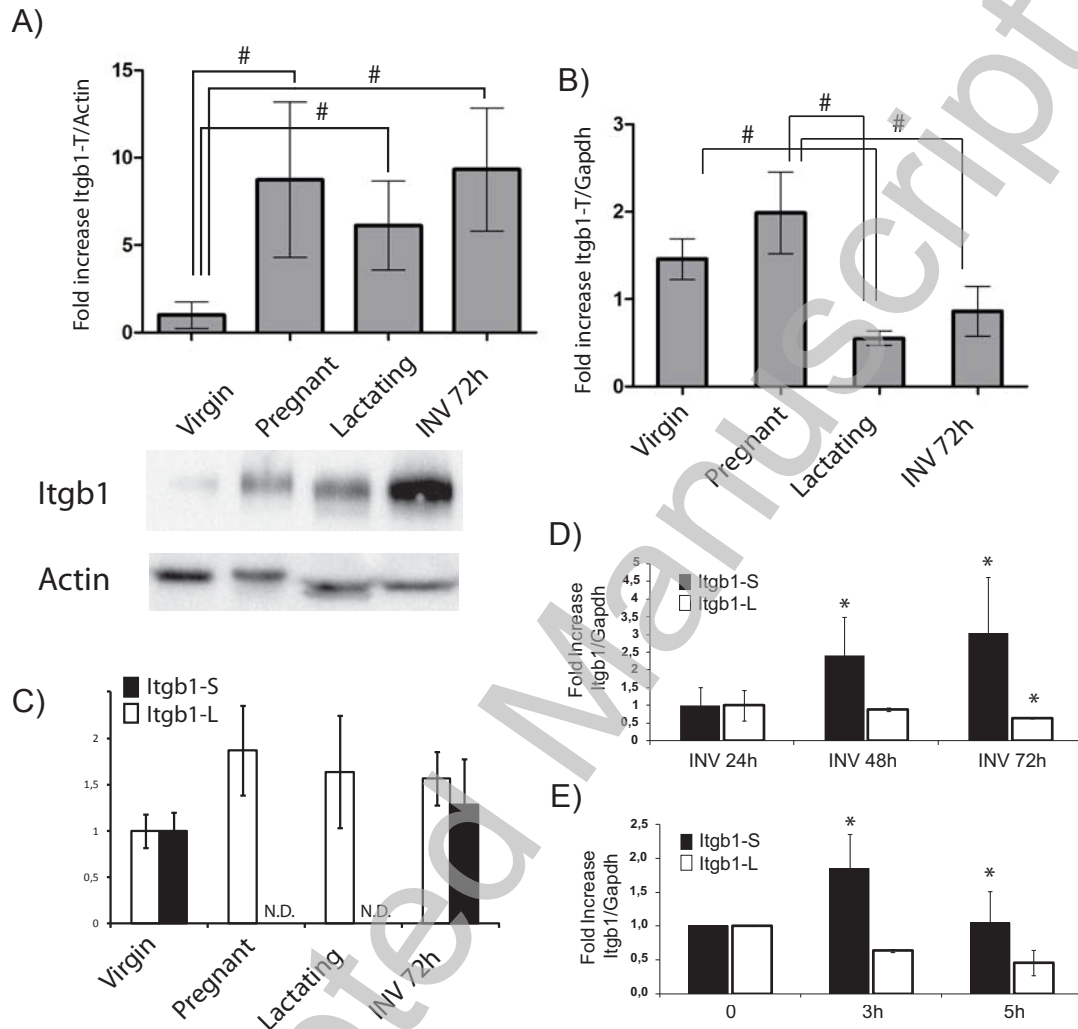 A)
Fold increase Itgb1-T/Actin
15
10
5
0
#
#
#
Virgin
Pregnant
Lactating
INV 72h
Itgb1
Actin
B)
Fold increase Itgb1-T/Gapdh
3
2
1
0
#
#
#
Virgin
Pregnant
Lactating
INV 72h
C)
Itgb1-S
Itgb1-L
2
1,5
1
0,5
0
N.D.
N.D.
Virgin
Pregnant
Lactating
INV 72h
D)
Fold Increase
Itgb1/Gapdh
5
4,5
4
3,5
3
2,5
2
1,5
1
0,5
0
Itgb1-S
Itgb1-L
*
*
*
INV 24h
INV 48h
INV 72h
E)
Fold Increase
Itgb1/Gapdh
2,5
2,0
1,5
1,0
0,5
0,0
Itgb1-S
Itgb1-L
*
*
0
3h
5h
nted Manuscript